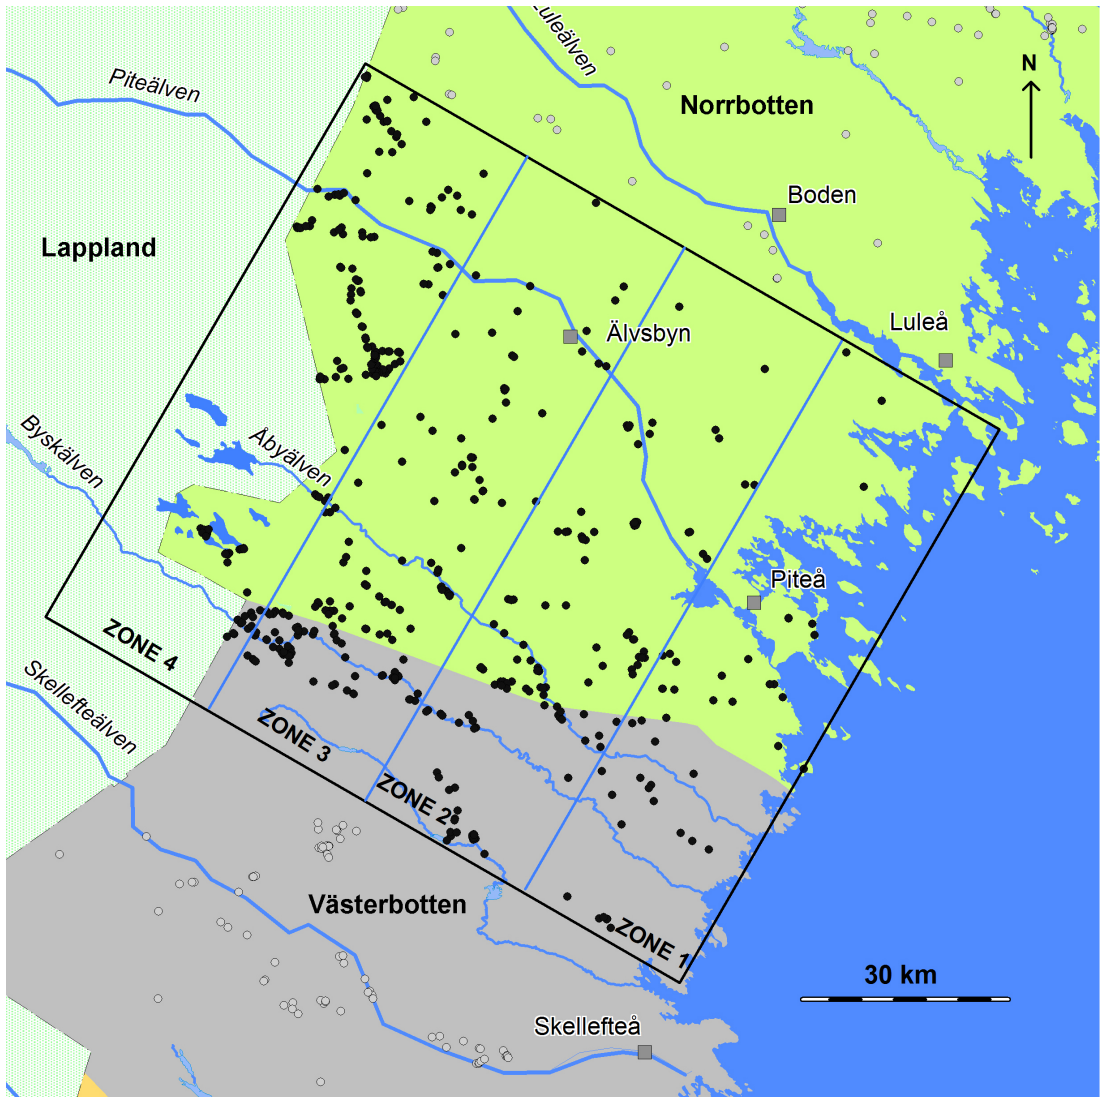 Luleälven
N
Piteälven
Norrbotten
Boden
Lappland
Luleå
Älvsbyn
Byskälven
Åbyälven
Piteå
ZONE 4
Skellefteälven
ZONE 3
ZONE 2
Västerbotten
ZONE 1
30 km
Skellefteå